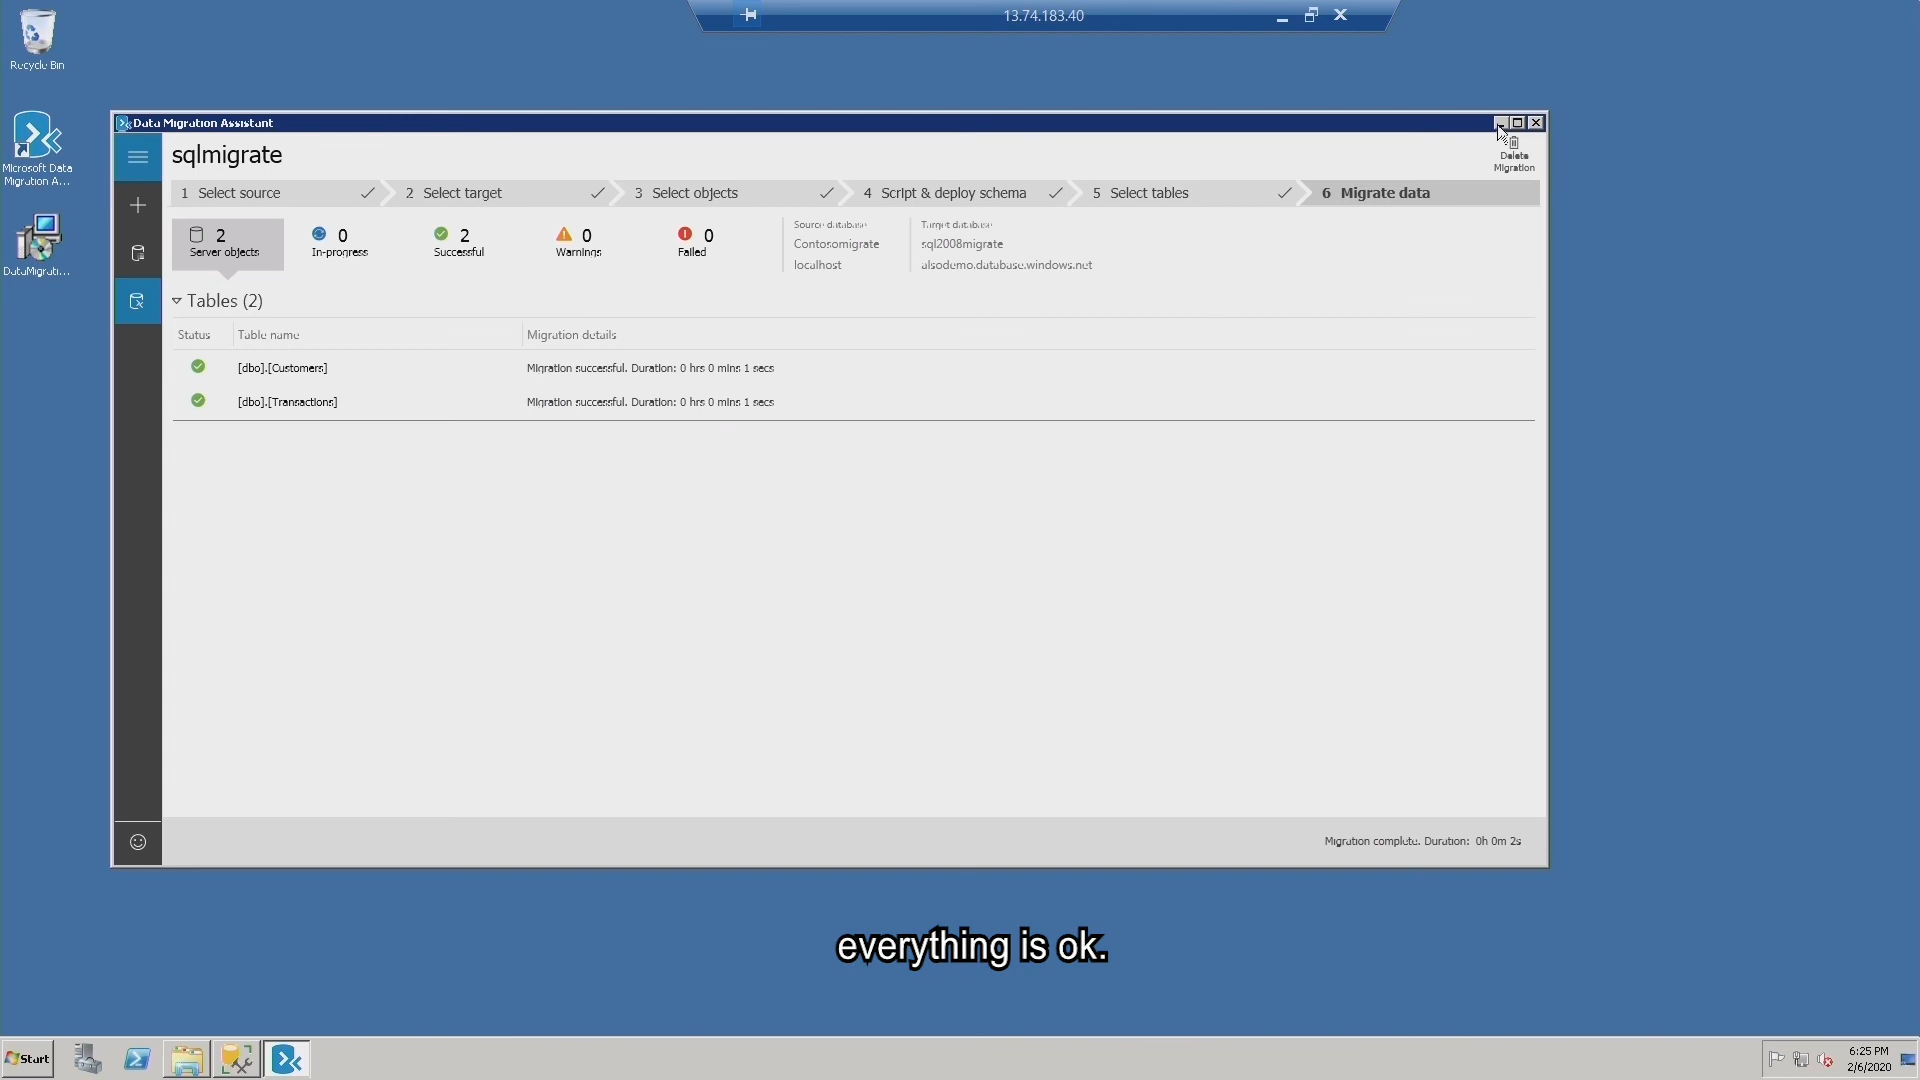 13.74.183.40
Recycle Bin
Microsoft Data
Migration A...
DataMigrati...
Data Migration Assistant
sqlmigrate
Delete
Migration
1 Select source
2 Select target
3 Select objects
4 Script & deploy schema
5 Select tables
6 Migrate data
2
Server objects
0
In-progress
2
Successful
0
Warnings
0
Failed
Source database
Contosomigrate
localhost
Target database
sql2008migrate
alsodemo.database.windows.net
Tables (2)
Status Table name Migration details
[dbo].[Customers] Migration successful. Duration: 0 hrs 0 mins 1 secs
[dbo].[Transactions] Migration successful. Duration: 0 hrs 0 mins 1 secs
Migration complete. Duration: 0h 0m 2s
everything is ok.
Start
6:25 PM
2/6/2020